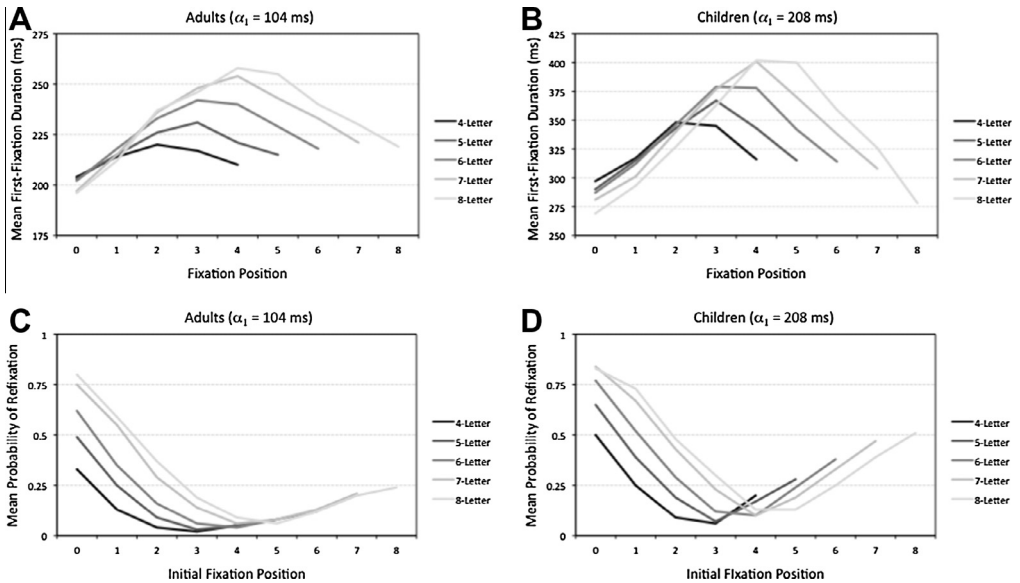 A
Adults (α1 = 104 ms)
Mean First-Fixation Duration (ms)
275
250
225
200
175
0 1 2 3 4 5 6 7 8
Fixation Position
4-Letter
5-Letter
6-Letter
7-Letter
8-Letter
B
Children (α1 = 208 ms)
Mean First-Fixation Duration (ms)
425
400
375
350
325
300
275
250
0 1 2 3 4 5 6 7 8
Fixation Position
4-Letter
5-Letter
6-Letter
7-Letter
8-Letter
C
Adults (α1 = 104 ms)
Mean Probability of Refixation
1
0.75
0.5
0.25
0
0 1 2 3 4 5 6 7 8
Initial Fixation Position
4-Letter
5-Letter
6-Letter
7-Letter
8-Letter
D
Children (α1 = 208 ms)
Mean Probability of Refixation
1
0.75
0.5
0.25
0
0 1 2 3 4 5 6 7 8
Initial Fixation Position
4-Letter
5-Letter
6-Letter
7-Letter
8-Letter